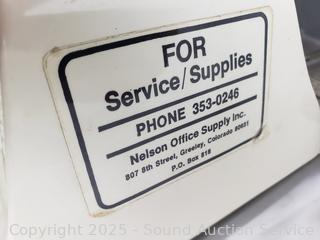 FOR
Service/Supplies
PHONE 353-0246
Nelson Office Supply Inc.
807 8th Street, Greeley, Colorado 80631
P.O. Box 818
Copyright 2025 - Sound Auction Service